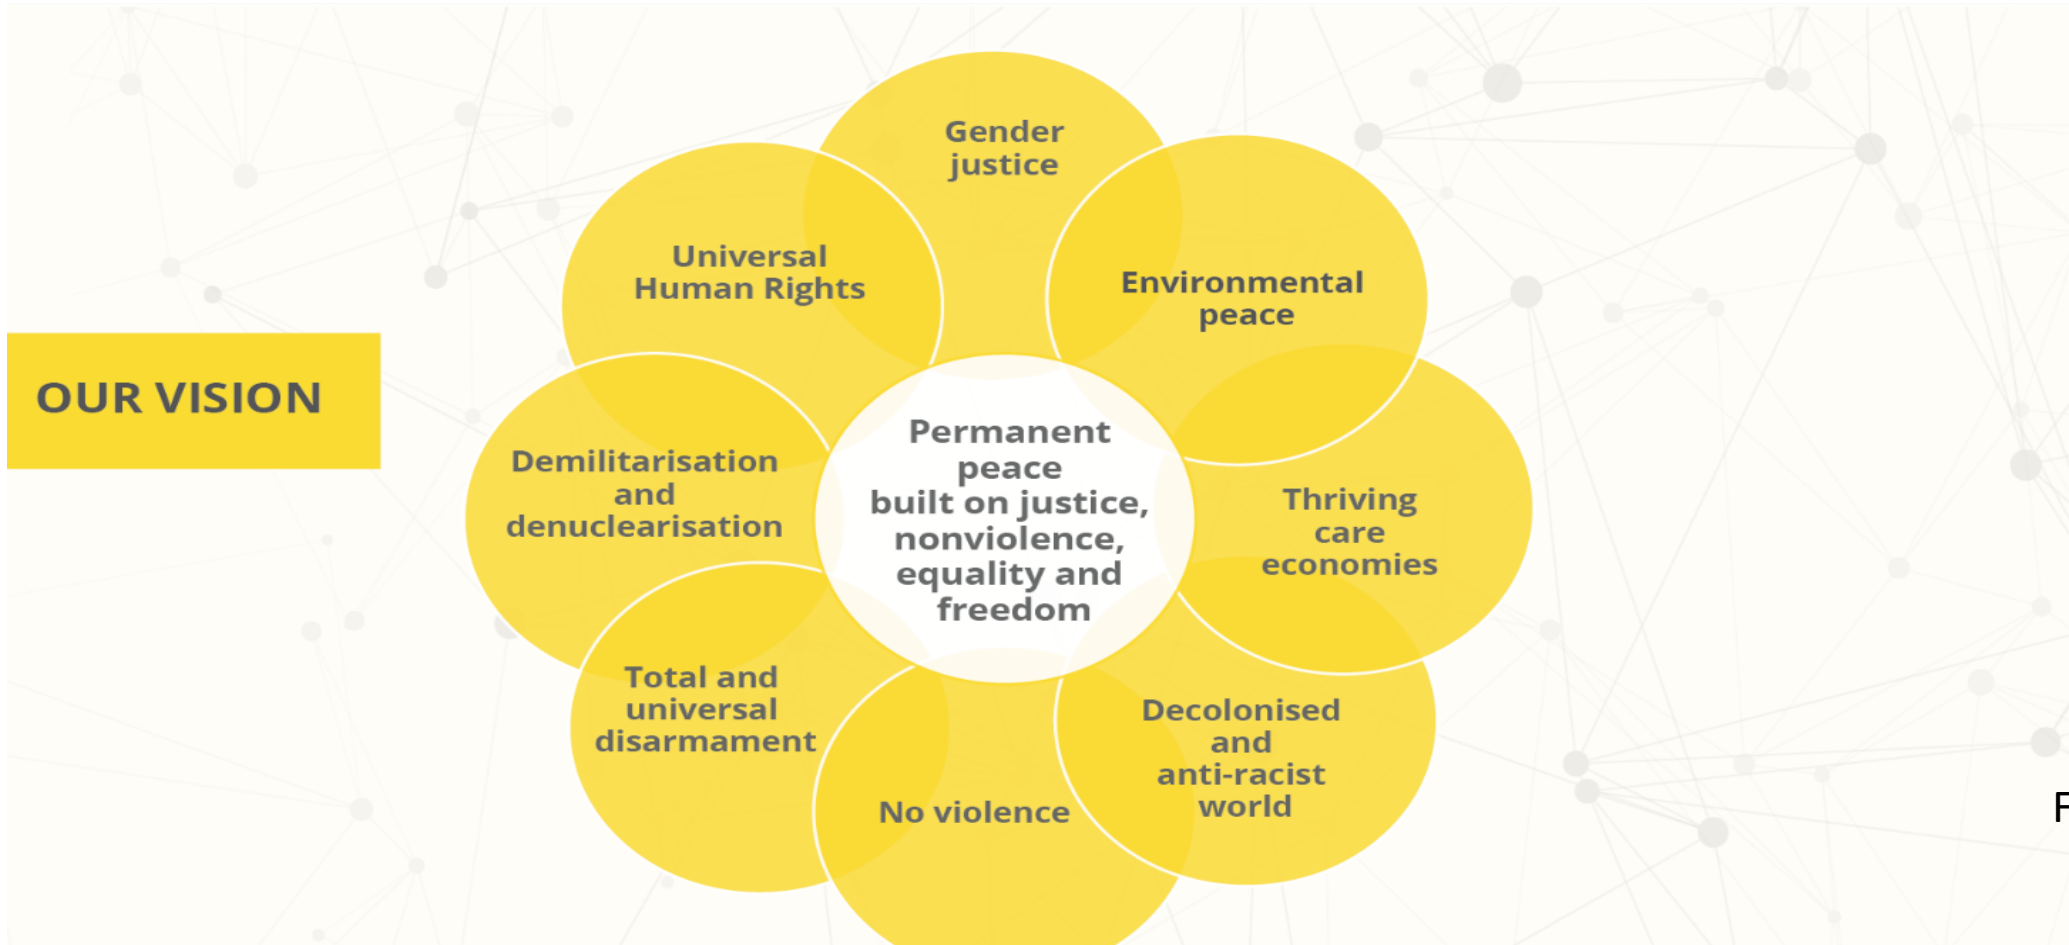 OUR VISION
Gender
justice
Environmental
peace
Thriving
care
economies
Decolonised
and
anti-racist
world
No violence
Total and
universal
disarmament
Demilitarisation
and
denuclearisation
Universal
Human Rights
Permanent
peace
built on justice,
nonviolence,
equality and
freedom
F